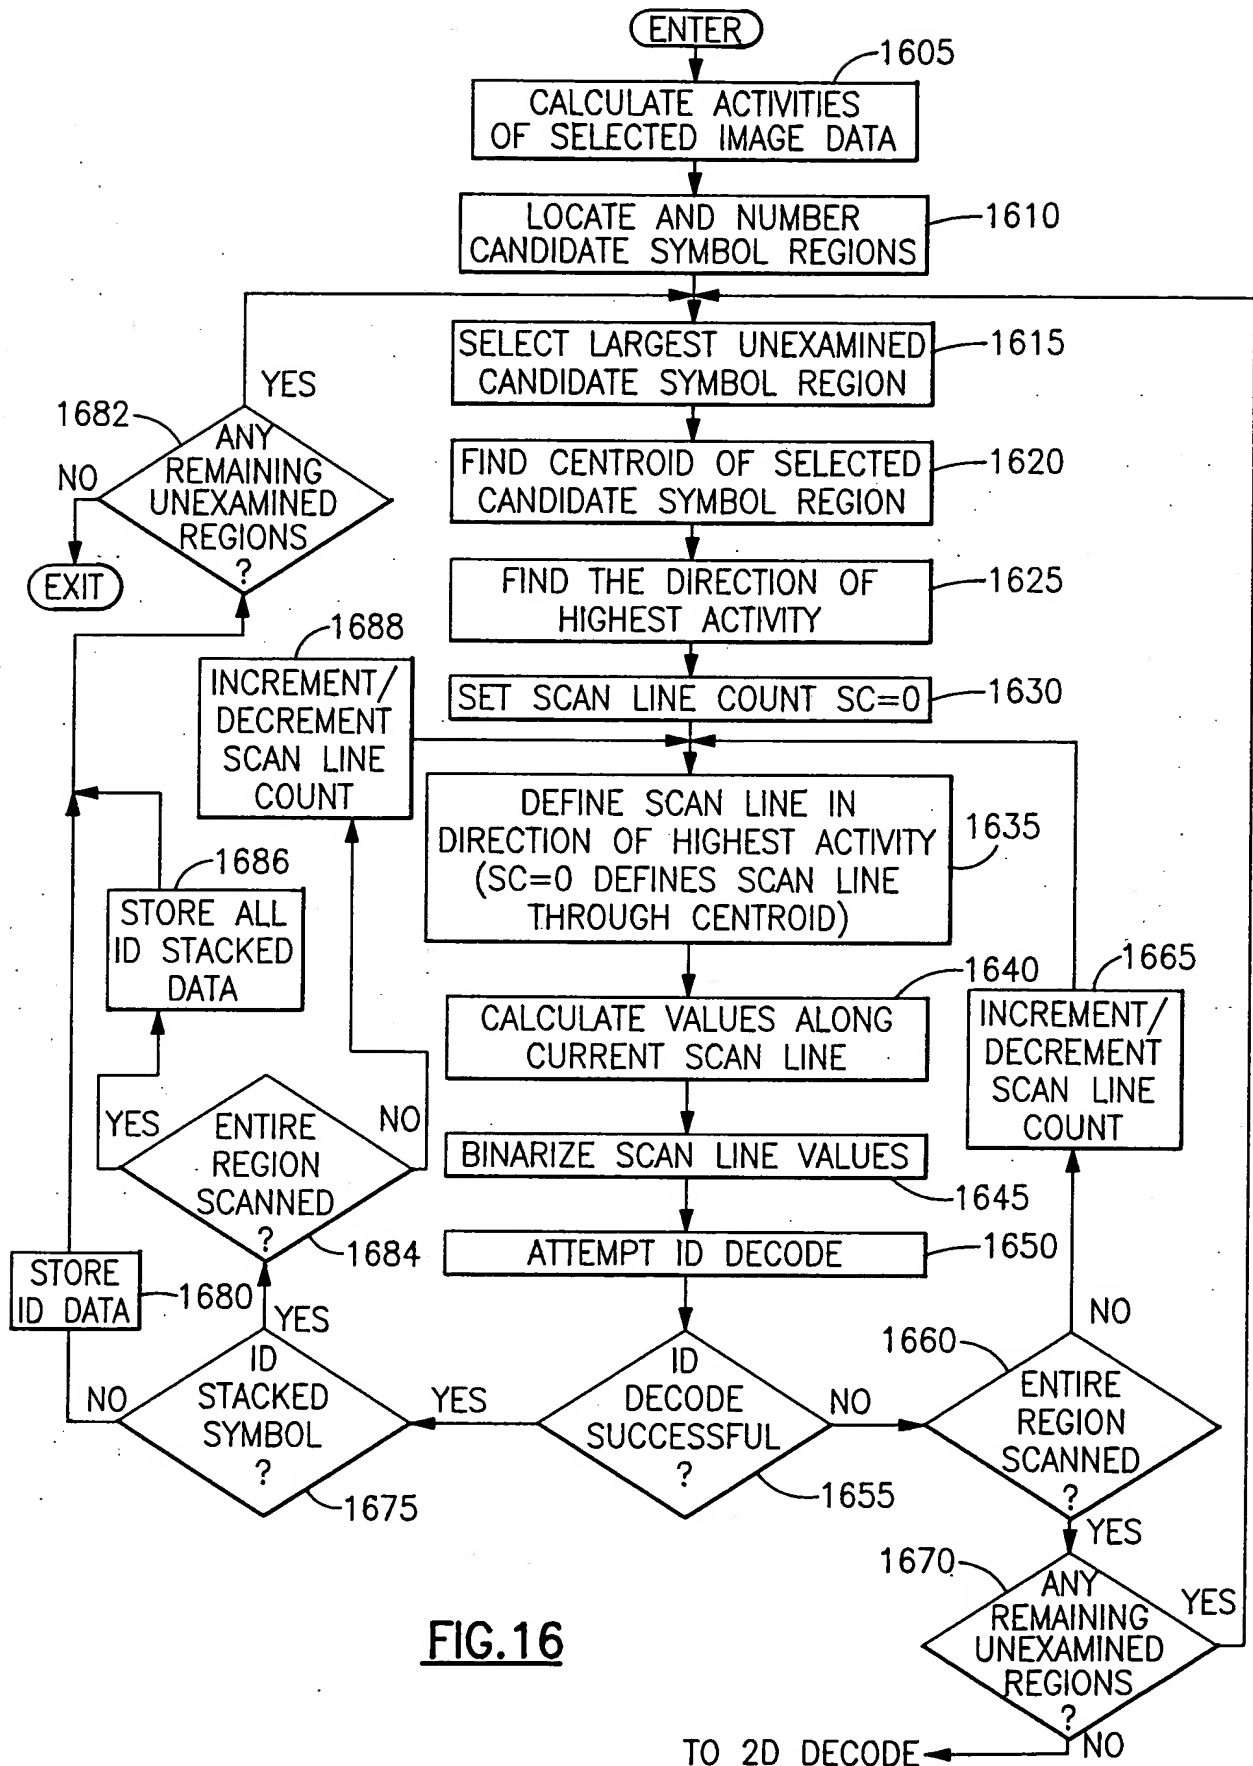 ENTER
1605
CALCULATE ACTIVITIES
OF SELECTED IMAGE DATA
LOCATE AND NUMBER
CANDIDATE SYMBOL REGIONS
1610
SELECT LARGEST UNEXAMINED
CANDIDATE SYMBOL REGION
1615
YES
1682
ANY
REMAINING
UNEXAMINED
REGIONS
?
NO
EXIT
FIND CENTROID OF SELECTED
CANDIDATE SYMBOL REGION
1620
FIND THE DIRECTION OF
HIGHEST ACTIVITY
1625
SET SCAN LINE COUNT SC=0
1630
1688
INCREMENT/
DECREMENT
SCAN LINE
COUNT
DEFINE SCAN LINE IN
DIRECTION OF HIGHEST ACTIVITY
(SC=0 DEFINES SCAN LINE
THROUGH CENTROID)
1635
1686
STORE ALL
ID STACKED
DATA
1640
CALCULATE VALUES ALONG
CURRENT SCAN LINE
1665
INCREMENT/
DECREMENT
SCAN LINE
COUNT
YES
ENTIRE
REGION
SCANNED
?
NO
1684
BINARIZE SCAN LINE VALUES
1645
ATTEMPT ID DECODE
1650
STORE
ID DATA
1680
YES
NO
ID
STACKED
SYMBOL
?
1675
YES
ID
DECODE
SUCCESSFUL
?
1655
NO
1660
NO
ENTIRE
REGION
SCANNED
?
YES
1670
ANY
REMAINING
UNEXAMINED
REGIONS
?
YES
NO
TO 2D DECODE
FIG.16